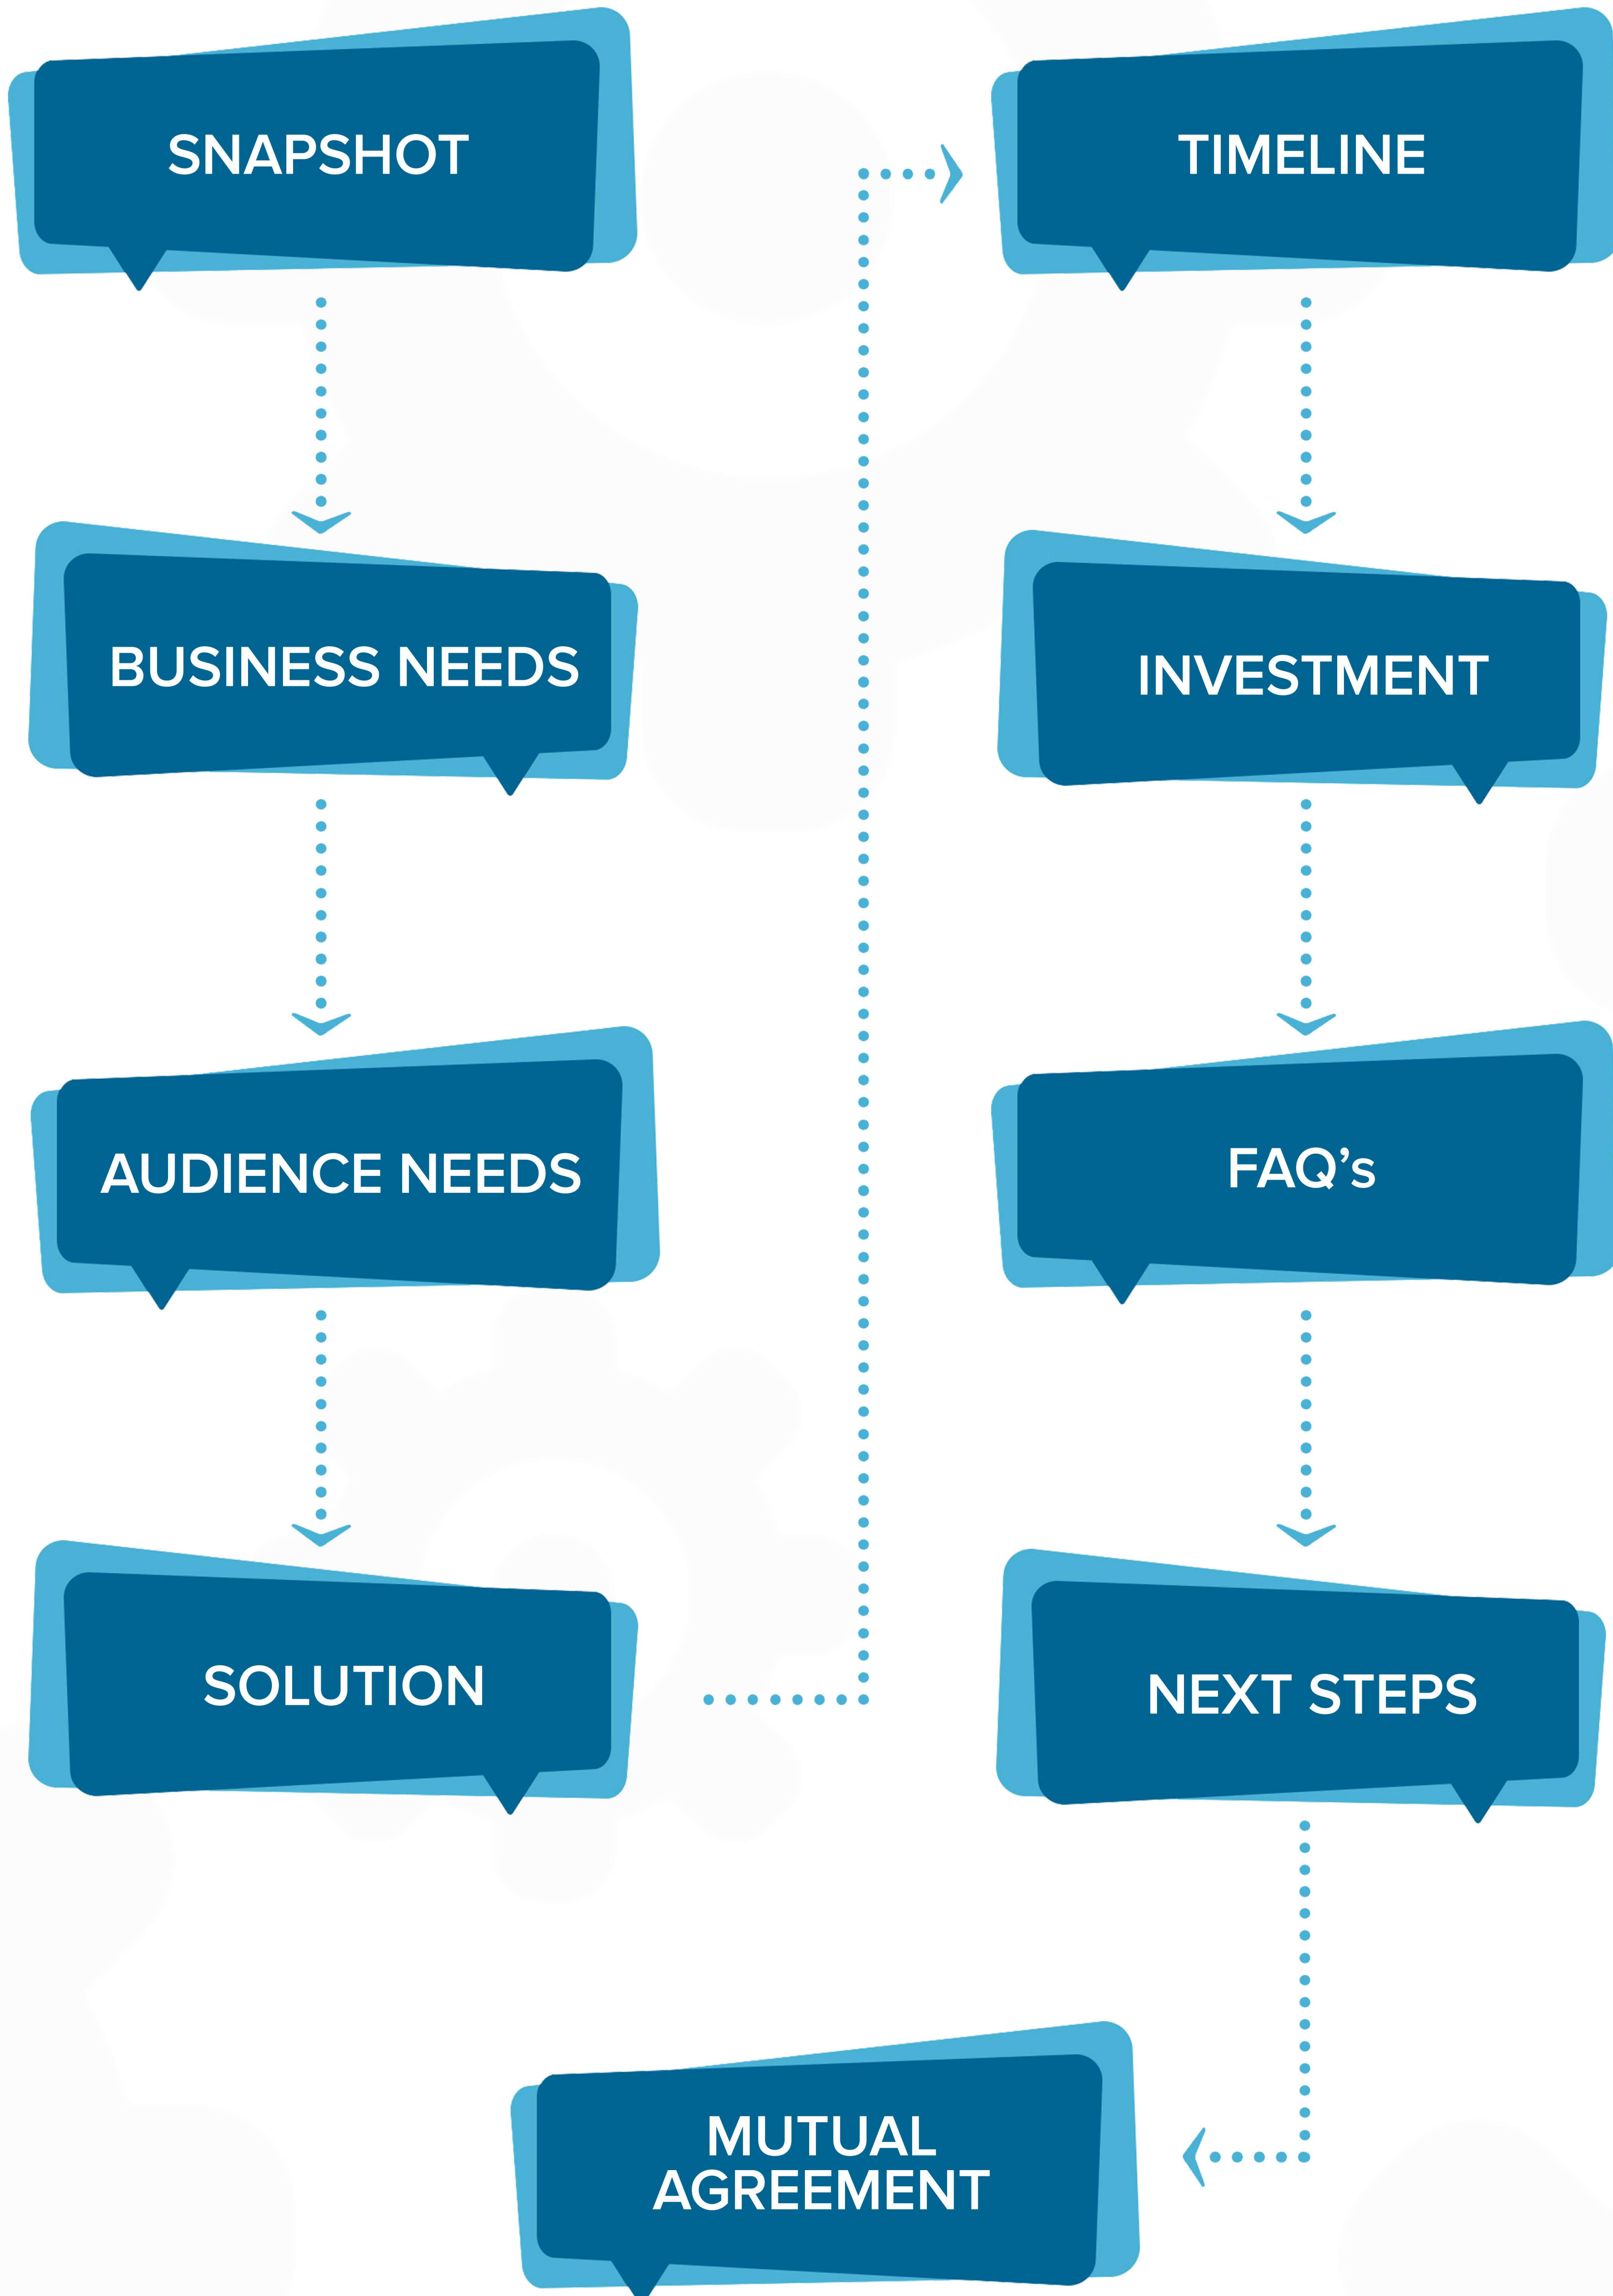 SNAPSHOT
BUSINESS NEEDS
AUDIENCE NEEDS
SOLUTION
TIMELINE
INVESTMENT
FAQ’s
NEXT STEPS
MUTUAL
AGREEMENT